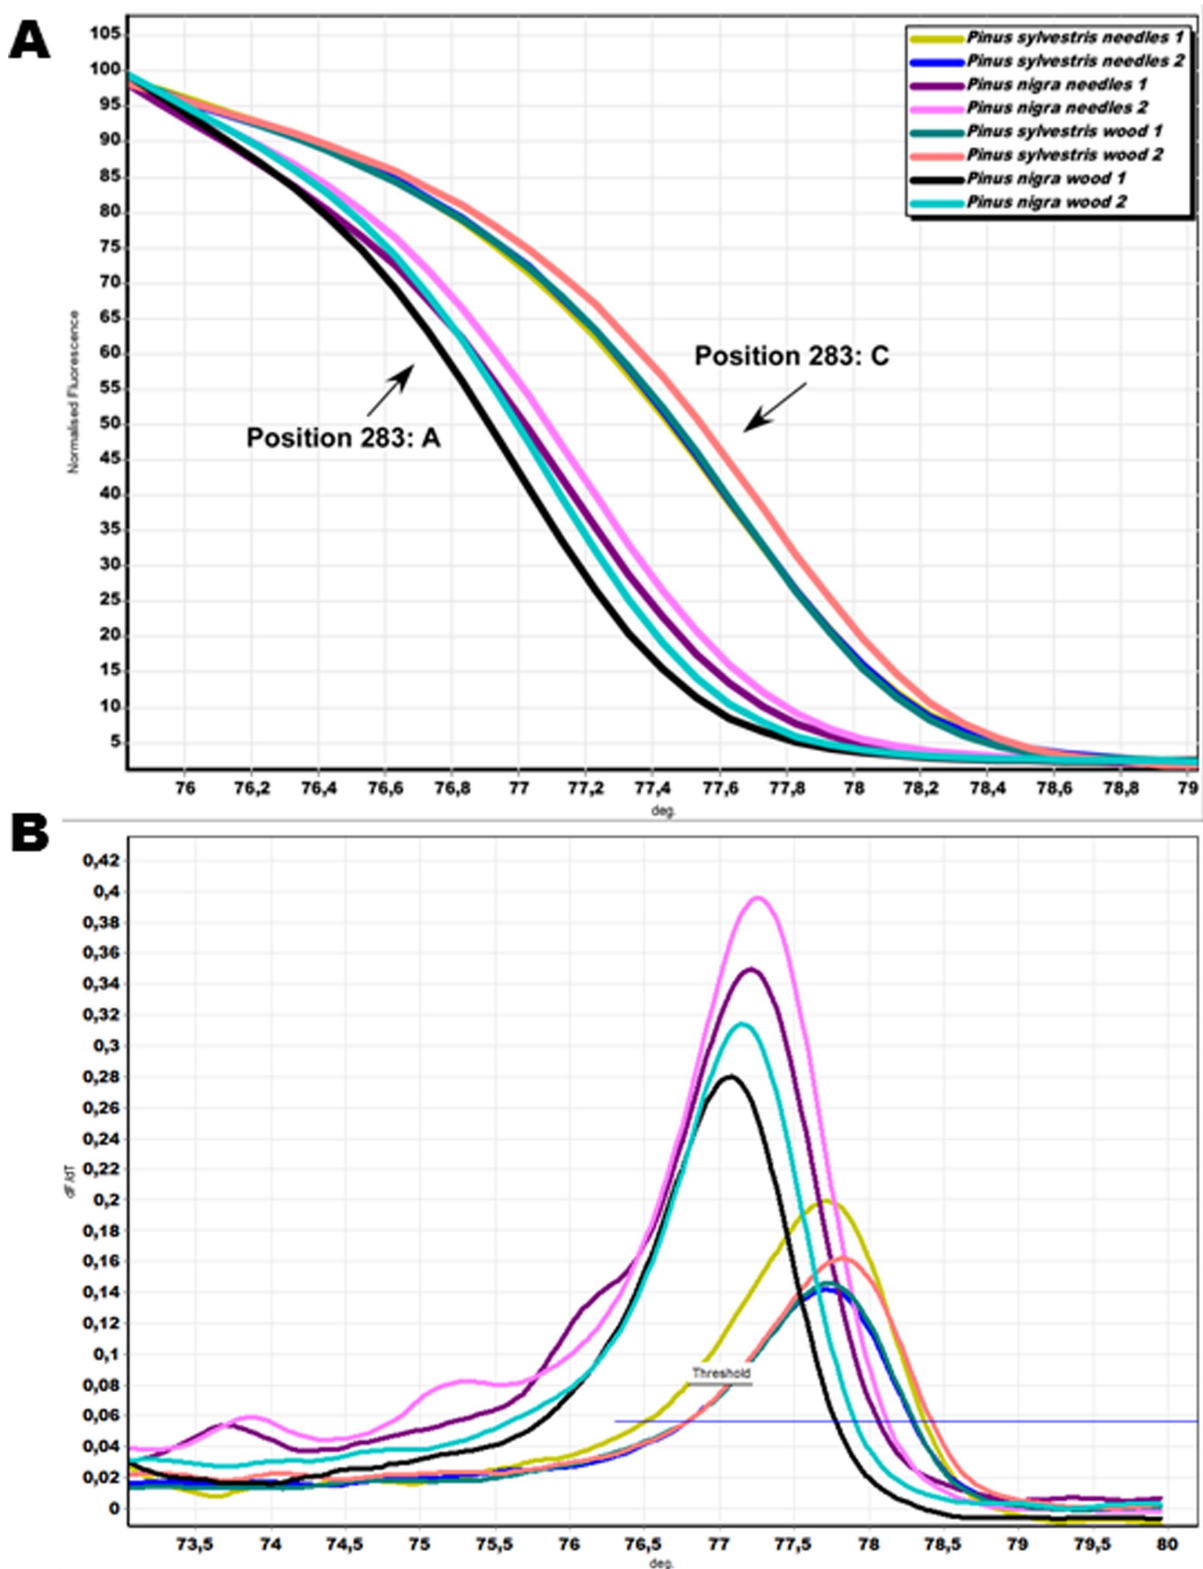 A
105
100
95
90
85
80
75
70
65
60
55
50
45
40
35
30
25
20
15
10
5
Normalised Fluorescence
Pinus sylvestris needles 1
Pinus sylvestris needles 2
Pinus nigra needles 1
Pinus nigra needles 2
Pinus sylvestris wood 1
Pinus sylvestris wood 2
Pinus nigra wood 1
Pinus nigra wood 2
Position 283: C
Position 283: A
76 76,2 76,4 76,6 76,8 77 77,2 77,4 77,6 77,8 78 78,2 78,4 78,6 78,8 79
deg.
B
0,42
0,4
0,38
0,36
0,34
0,32
0,3
0,28
0,26
0,24
0,22
0,2
0,18
0,16
0,14
0,12
0,1
0,08
0,06
0,04
0,02
0
dF/dT
Threshold
73,5 74 74,5 75 75,5 76 76,5 77 77,5 78 78,5 79 79,5 80
deg.